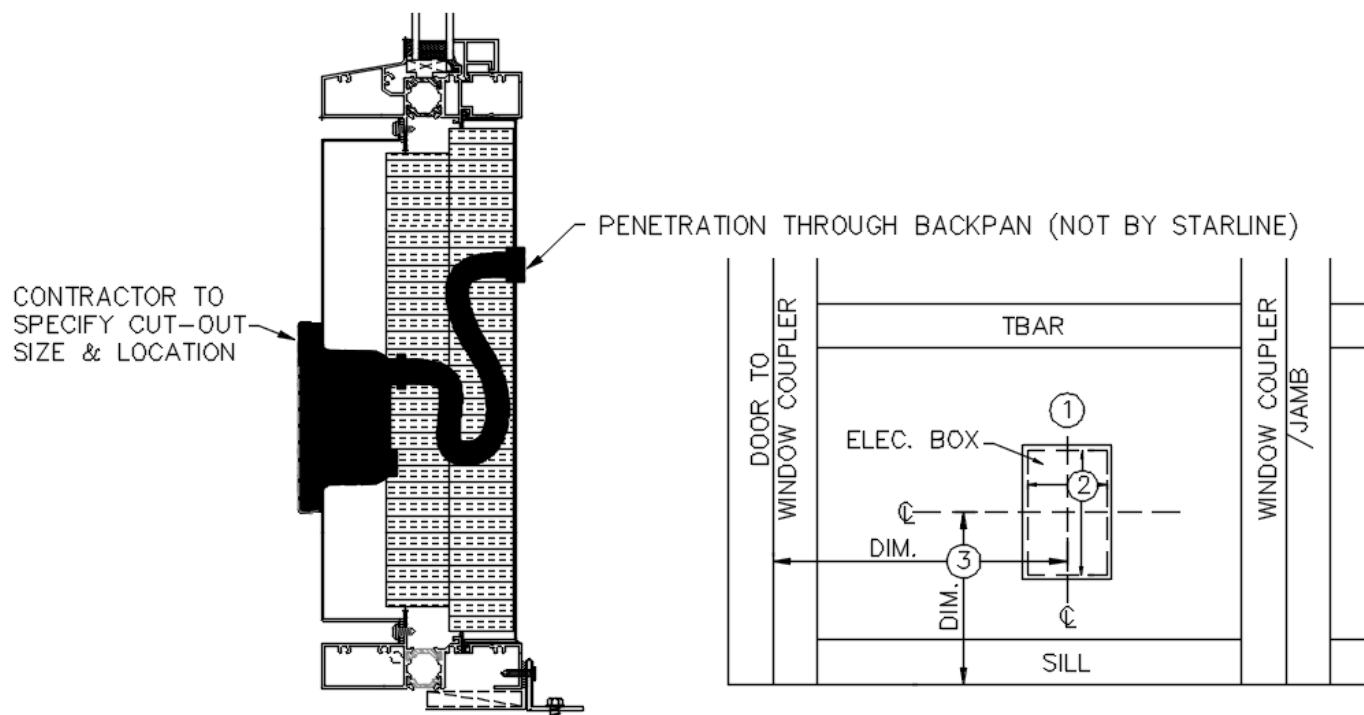 PENETRATION THROUGH BACKPAN (NOT BY STARLINE)
CONTRACTOR TO
SPECIFY CUT-OUT
SIZE & LOCATION
DOOR TO
WINDOW COUPLER
TBAR
1
ELEC. BOX
2
℄
DIM.
3
DIM.
℄
SILL
WINDOW COUPLER
/JAMB